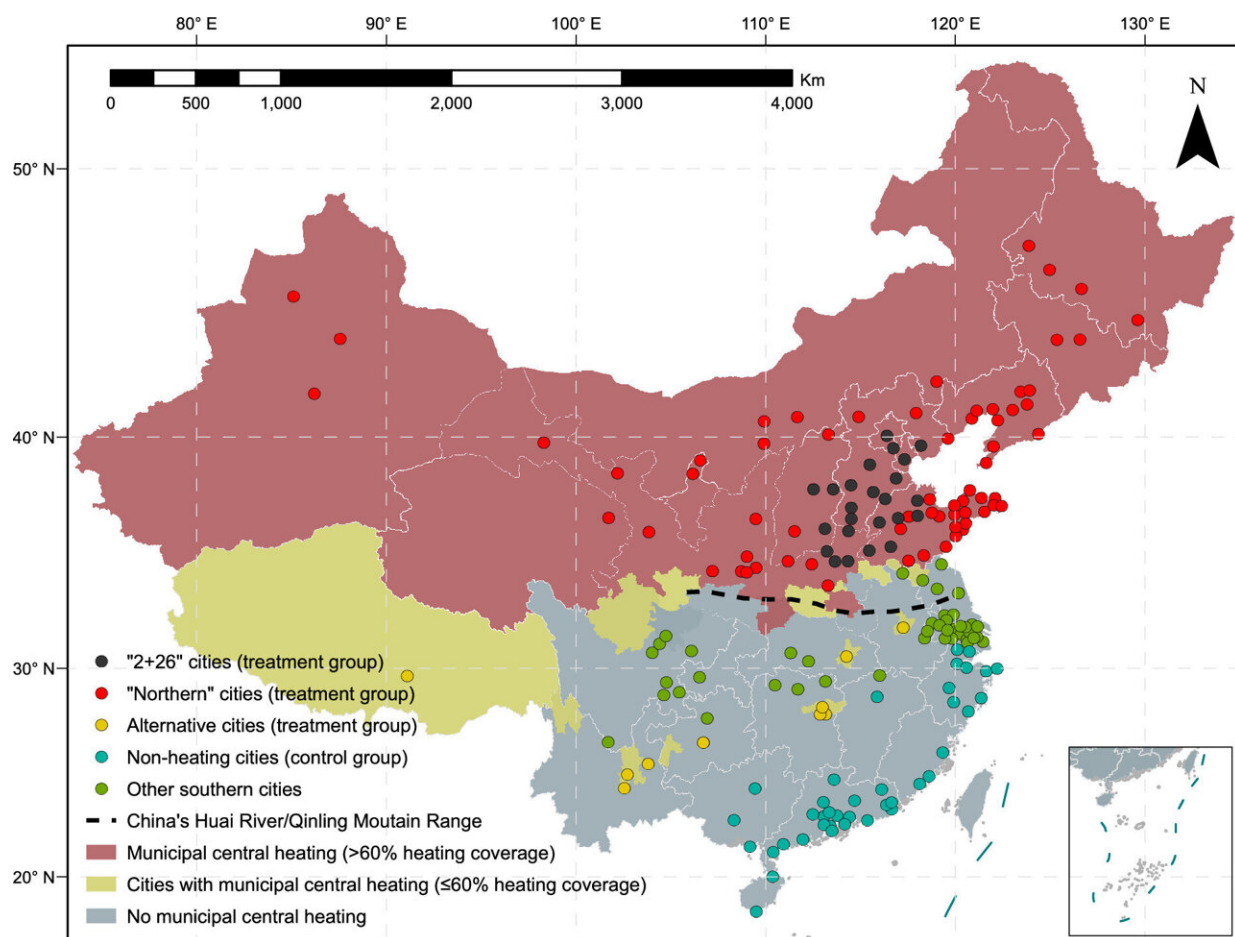 80° E 90° E 100° E 110° E 120° E 130° E
Km
0 500 1,000 2,000 3,000 4,000
N
50° N
40° N
30° N
20° N
"2+26" cities (treatment group)
"Northern" cities (treatment group)
Alternative cities (treatment group)
Non-heating cities (control group)
Other southern cities
China's Huai River/Qinling Moutain Range
Municipal central heating (>60% heating coverage)
Cities with municipal central heating (≤60% heating coverage)
No municipal central heating